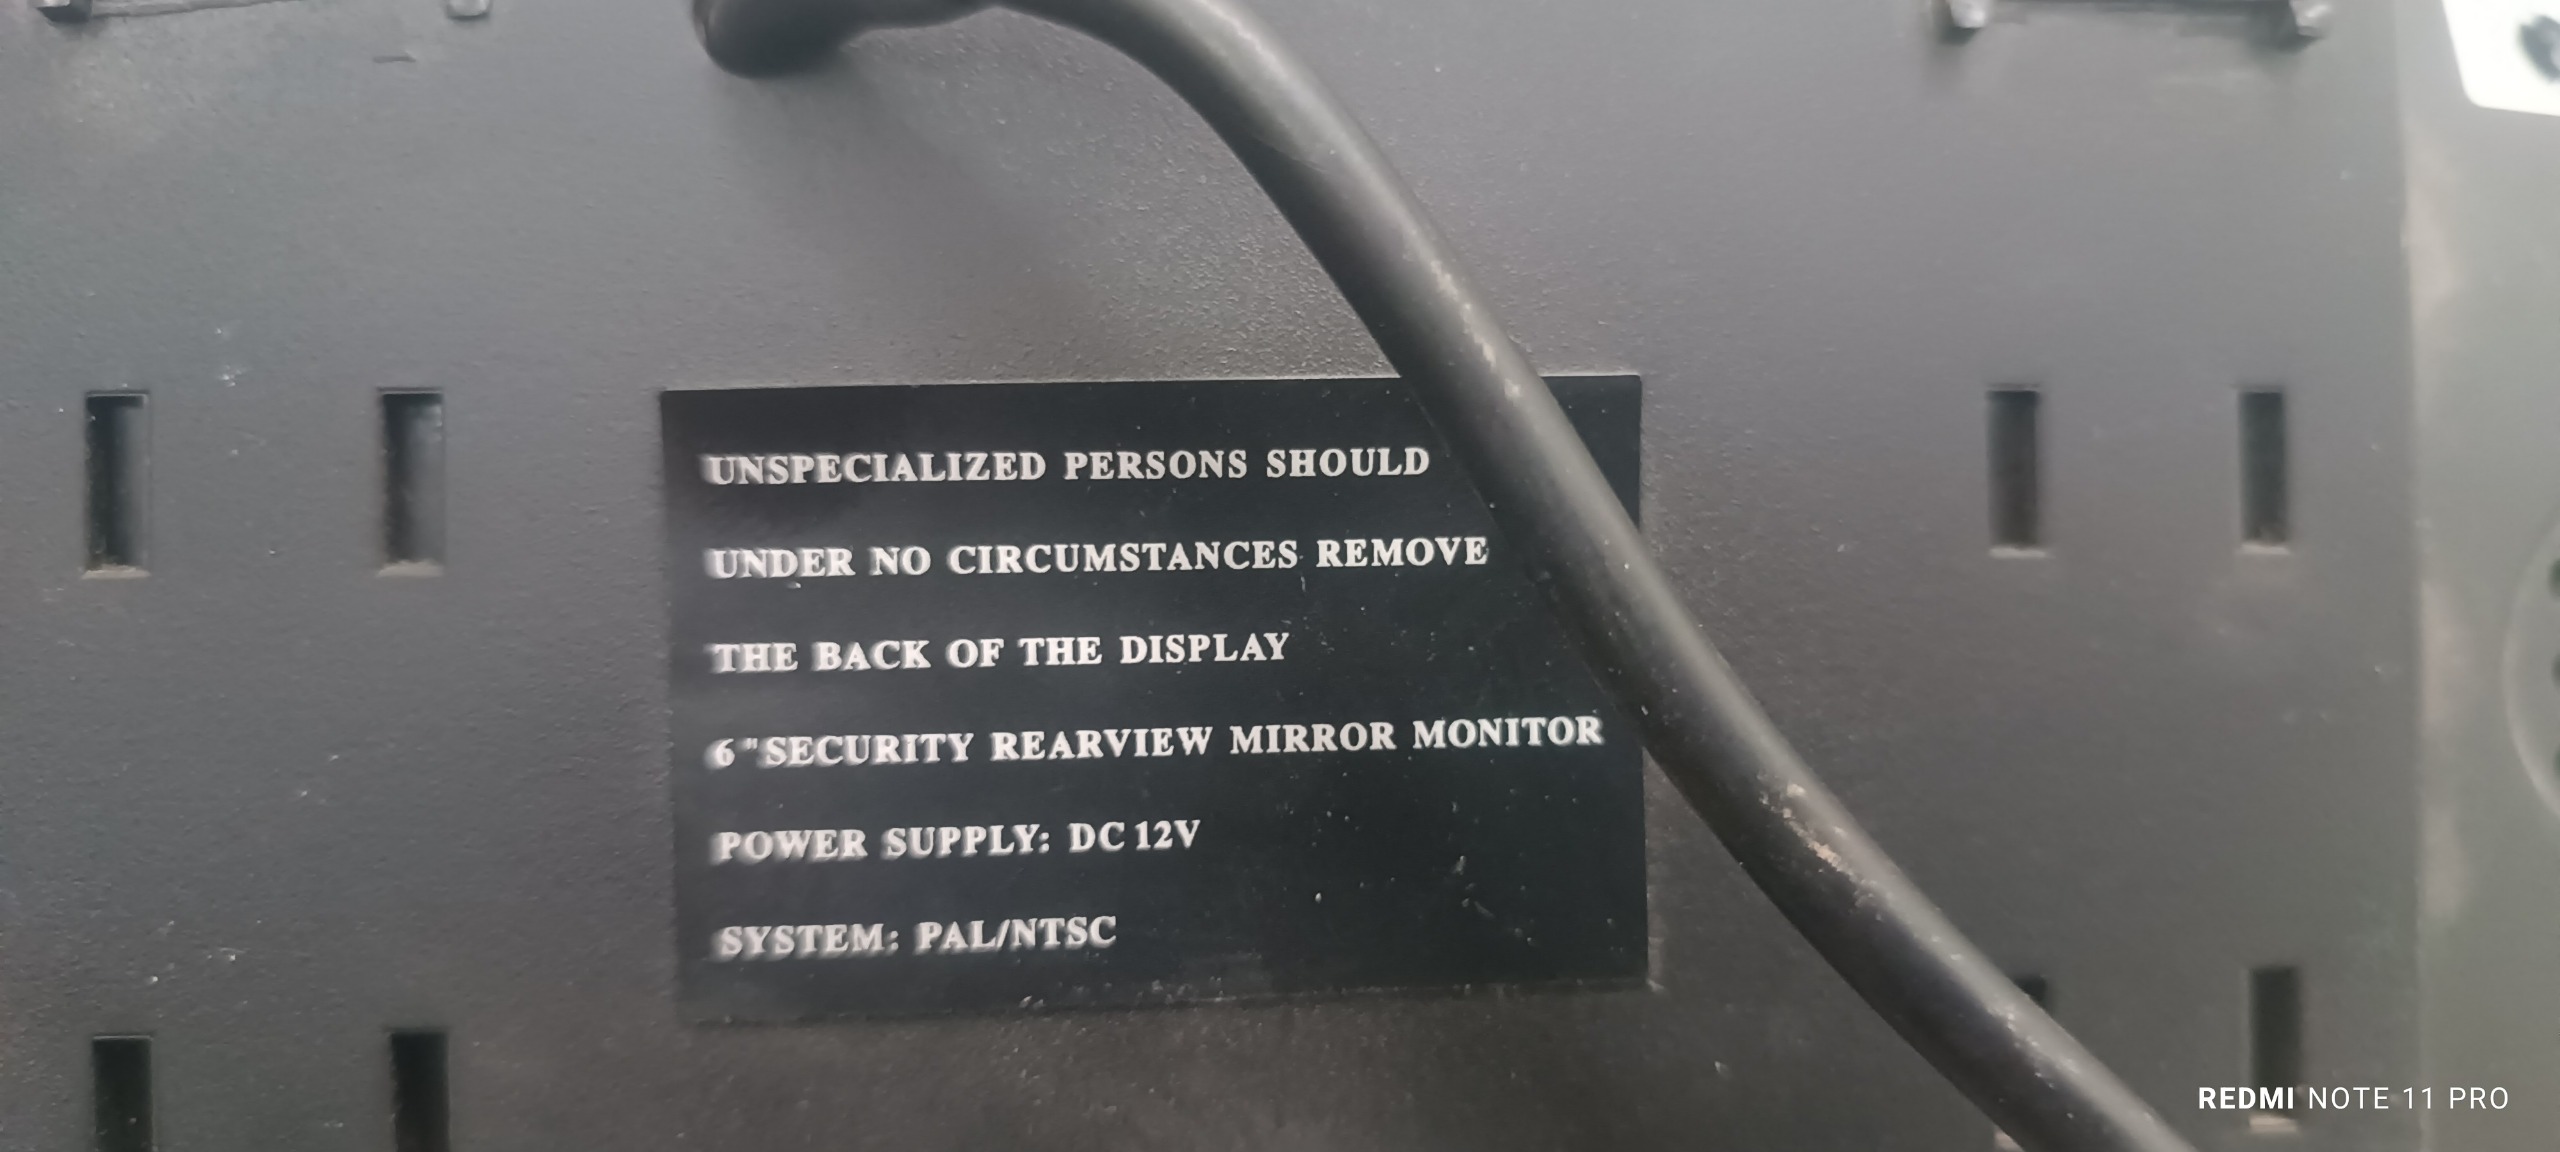 UNSPECIALIZED PERSONS SHOULD
UNDER NO CIRCUMSTANCES REMOVE
THE BACK OF THE DISPLAY
6"SECURITY REARVIEW MIRROR MONITOR
POWER SUPPLY: DC 12V
SYSTEM: PAL/NTSC
REDMI NOTE 11 PRO